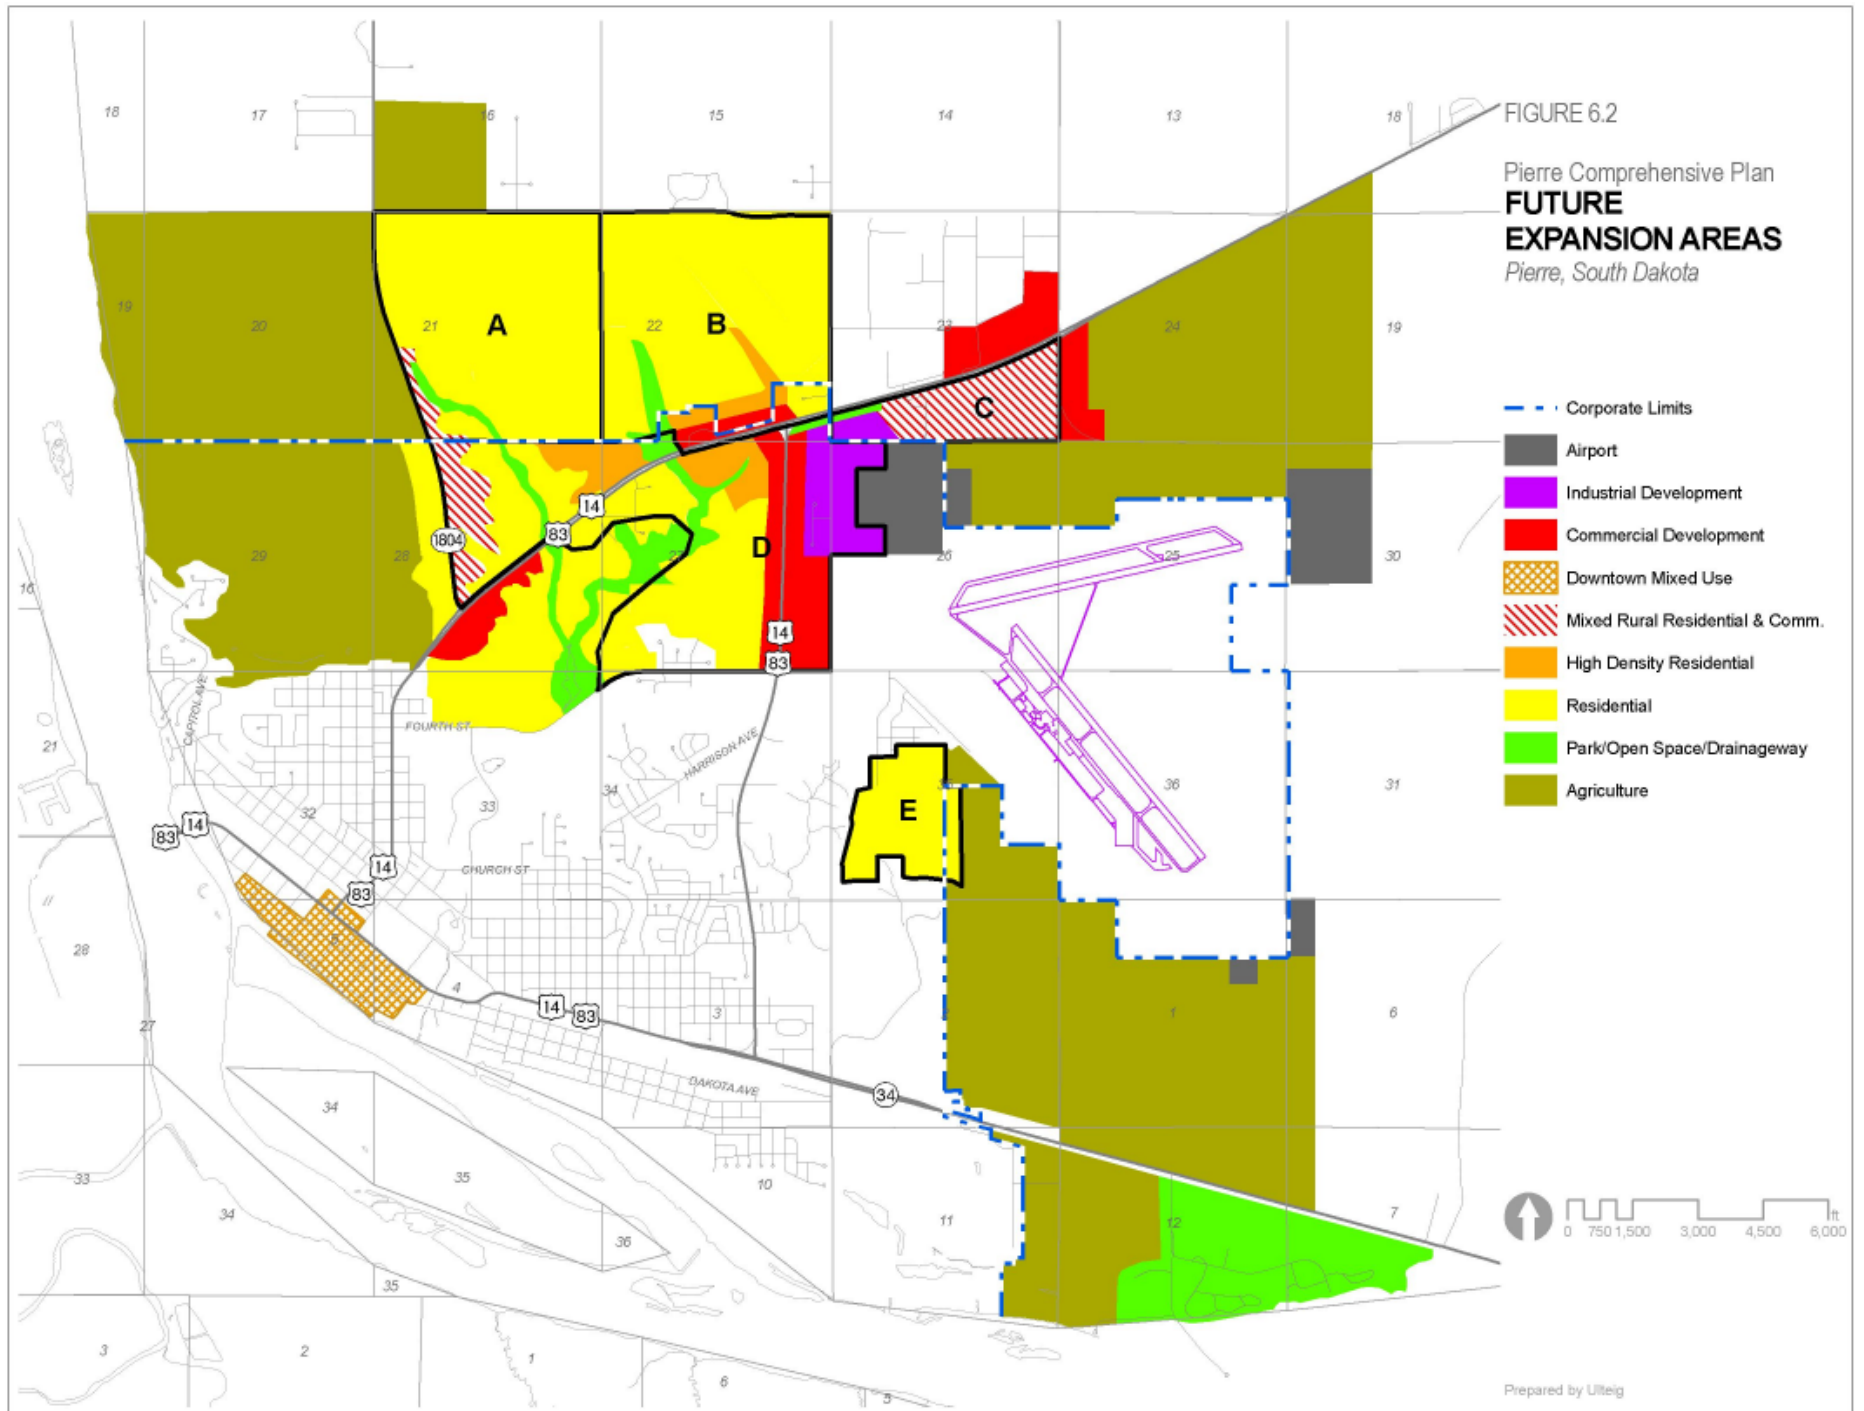 FIGURE 6.2
Pierre Comprehensive Plan
FUTURE
EXPANSION AREAS
Pierre, South Dakota
Corporate Limits
Airport
Industrial Development
Commercial Development
Downtown Mixed Use
Mixed Rural Residential & Comm.
High Density Residential
Residential
Park/Open Space/Drainageway
Agriculture
0 750 1,500 3,000 4,500 6,000 ft
Prepared by Ulteig
18 17 16 15 14 13 18
19 20 21 A 22 B 23 24 19
C
14
83
1804
16 29 28 D 26 25 30
14
83
CAPITOL AVE
FOURTH ST
HARRISON AVE
21 32 33 34 E 36 31
83 14
14
83
CHURCH ST
11
28 4 3 1 6
14 83
27
DAKOTA AVE
34
34
33 34 35 10 11 12 7
36
35
3 2 1 6 5